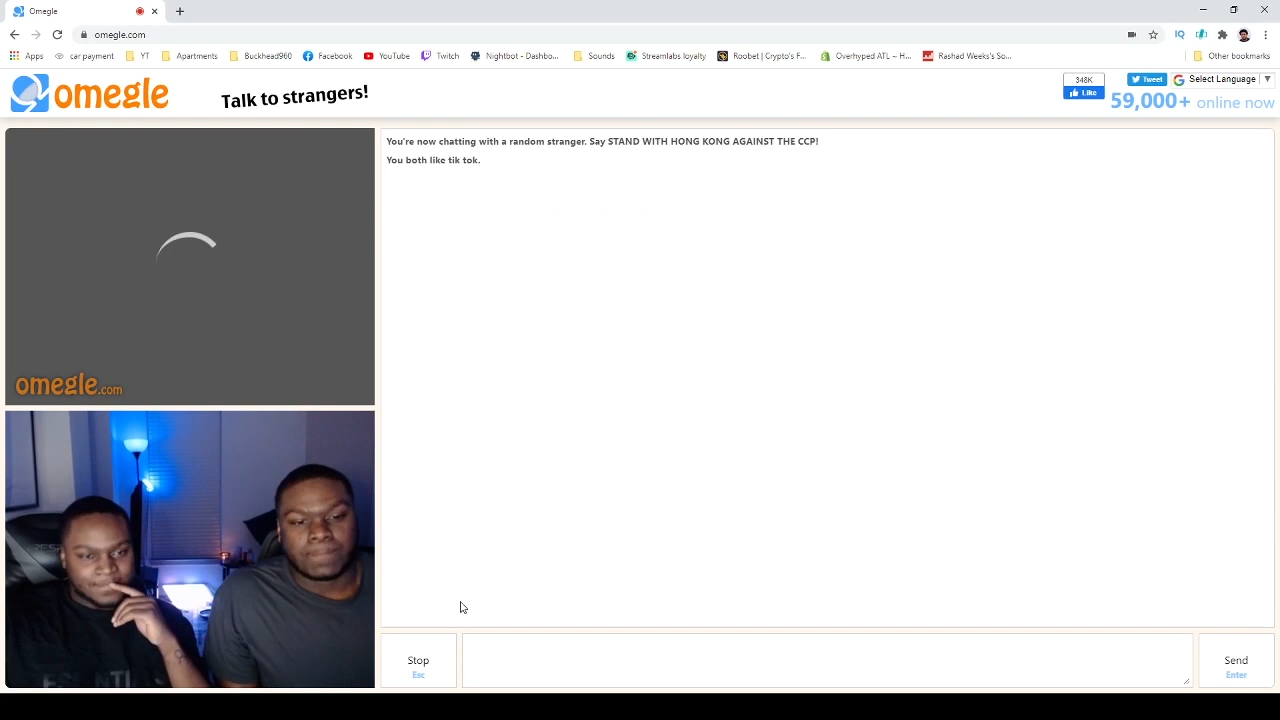 Omegle
omegle.com
Apps
car payment
YT
Apartments
Buckhead960
Facebook
YouTube
Twitch
Nightbot - Dashbo...
Sounds
Streamlabs loyalty
Roobet | Crypto's F...
Overhyped ATL ~ H...
Rashad Weeks's So...
Other bookmarks
omegle
Talk to strangers!
348K
Like
Tweet
Select Language
59,000+ online now
You're now chatting with a random stranger. Say STAND WITH HONG KONG AGAINST THE CCP!
You both like tik tok.
omegle.com
Stop
Esc
Send
Enter